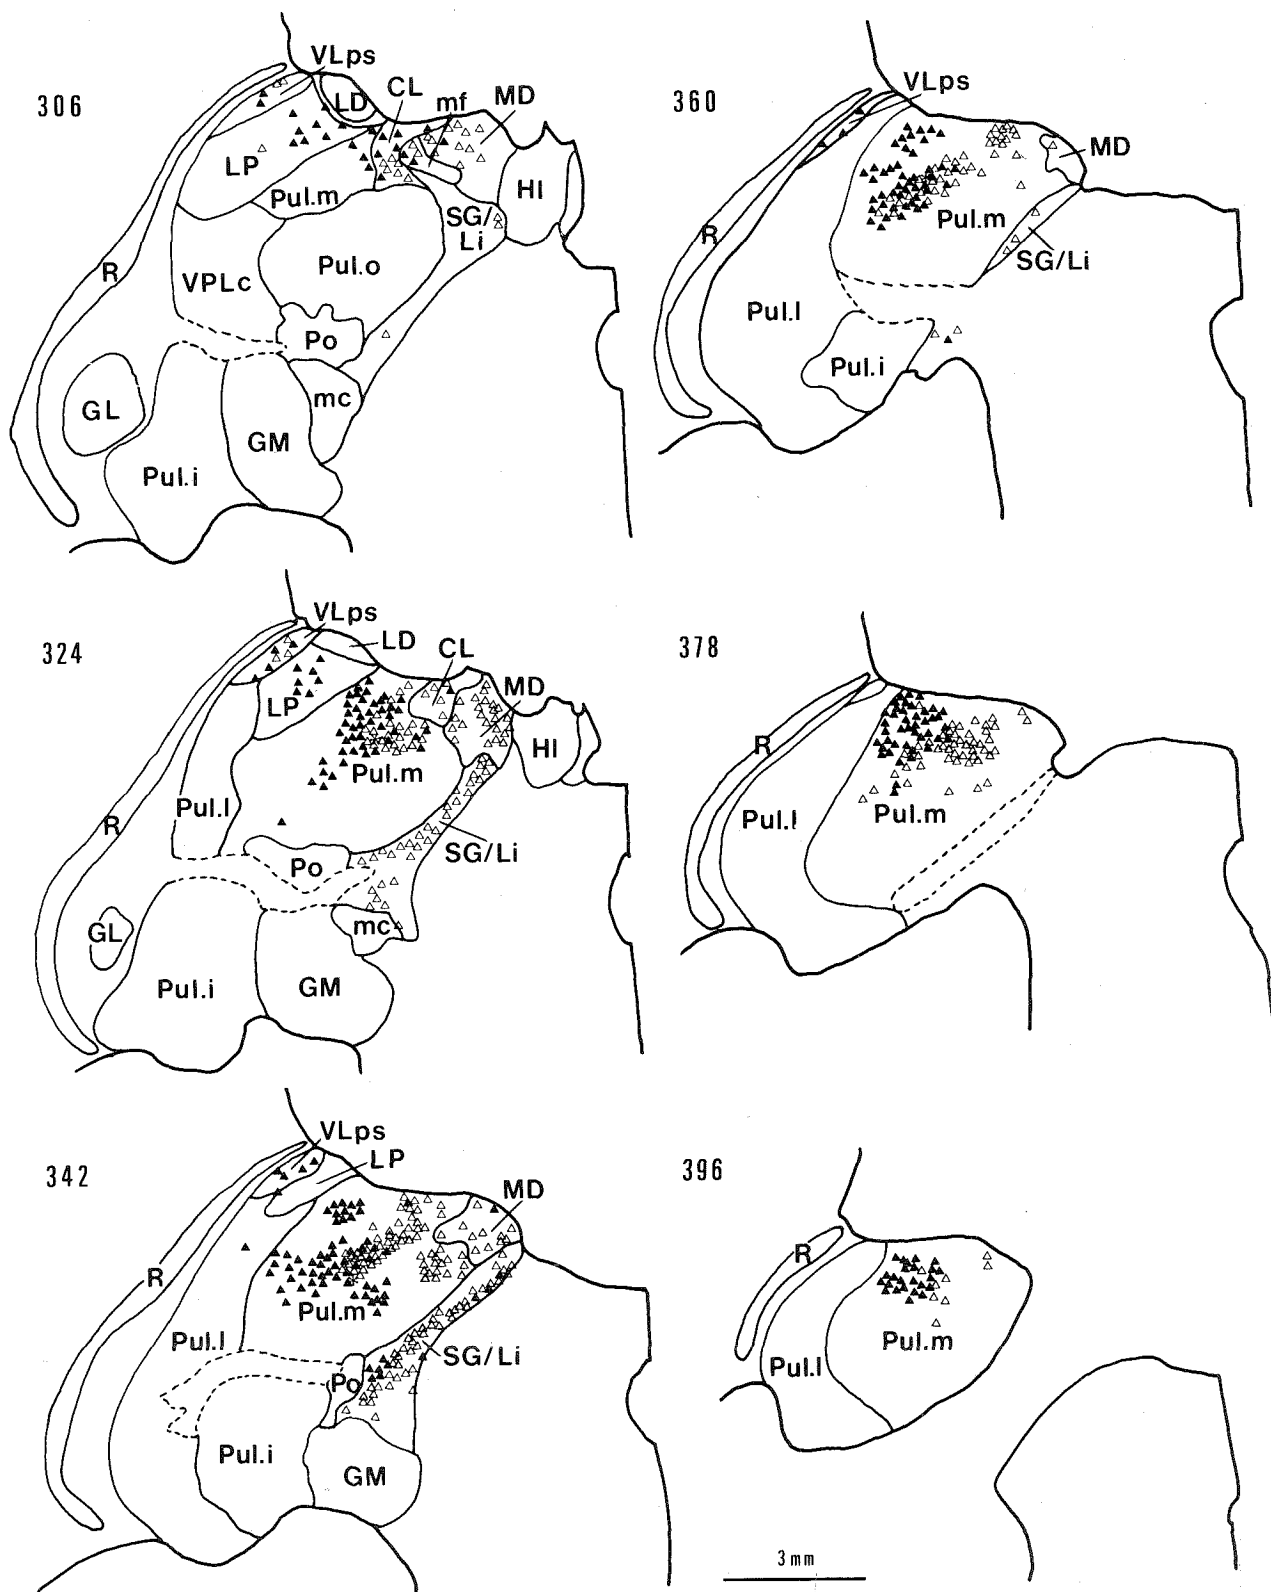 306
VLps
LD
CL
mf
MD
LP
Pul.m
HI
SG/
Li
R
VPLc
Pul.o
Po
GL
mc
GM
Pul.i
360
VLps
MD
R
Pul.m
SG/Li
Pul.l
Pul.i
324
VLps
LD
CL
MD
LP
HI
Pul.m
Pul.l
R
Po
SG/Li
GL
mc
Pul.i
GM
378
R
Pul.l
Pul.m
342
VLps
LP
MD
R
Pul.m
Pul.l
SG/Li
Po
Pul.i
GM
396
R
Pul.m
Pul.l
3mm